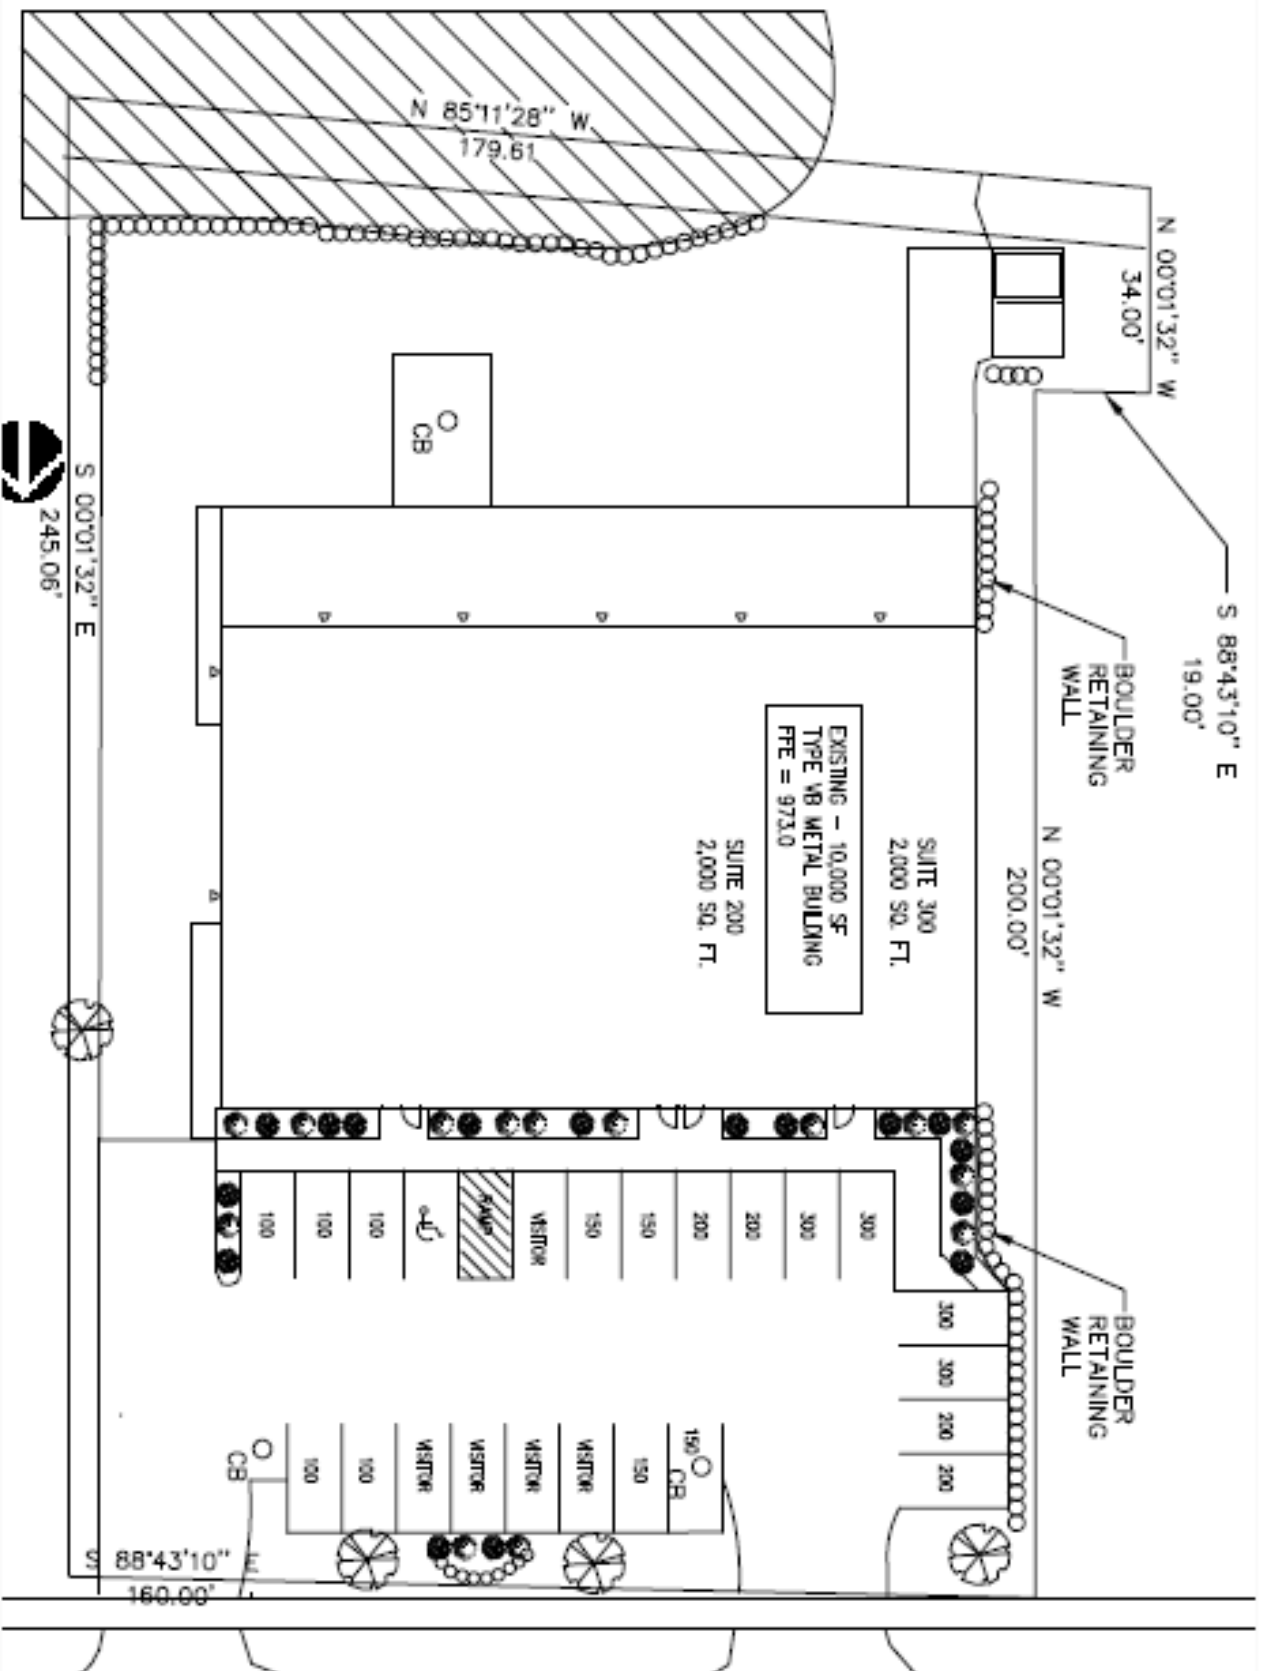 N 85°11'28" W
179.61
N 00°01'32" W
34.00'
S 88°43'10" E
19.00'
CB
S 00°01'32" E
245.06'
BOULDER
RETAINING
WALL
D
D
D
D
D
D
D
EXISTING - 10,000 SF
TYPE VB METAL BUILDING
FFE = 973.0
SUITE 300
2,000 SQ. FT.
SUITE 200
2,000 SQ. FT.
N 00°01'32" W
200.00'
100
100
100
RAMP
VISITOR
150
150
200
200
300
300
BOULDER
RETAINING
WALL
300
300
200
200
CB
100
100
VISITOR
VISITOR
VISITOR
VISITOR
150
150
CB
S 88°43'10" E
160.00'